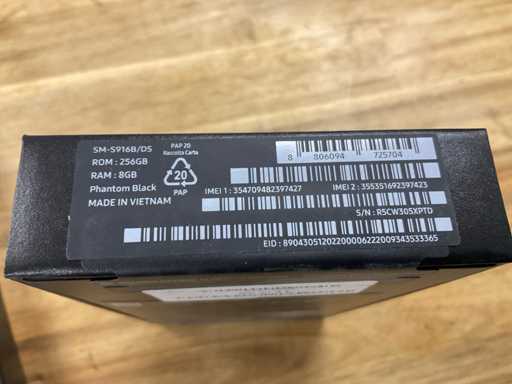 SM-S916B/DS
ROM : 256GB
RAM : 8GB
Phantom Black
MADE IN VIETNAM
PAP 20
Raccolta Carta
20
PAP
8 806094 725704
IMEI 1 : 354709482397427
IMEI 2 : 355351692397423
S/N : R5CW305XPTD
EID : 89043051202200006222009343533365